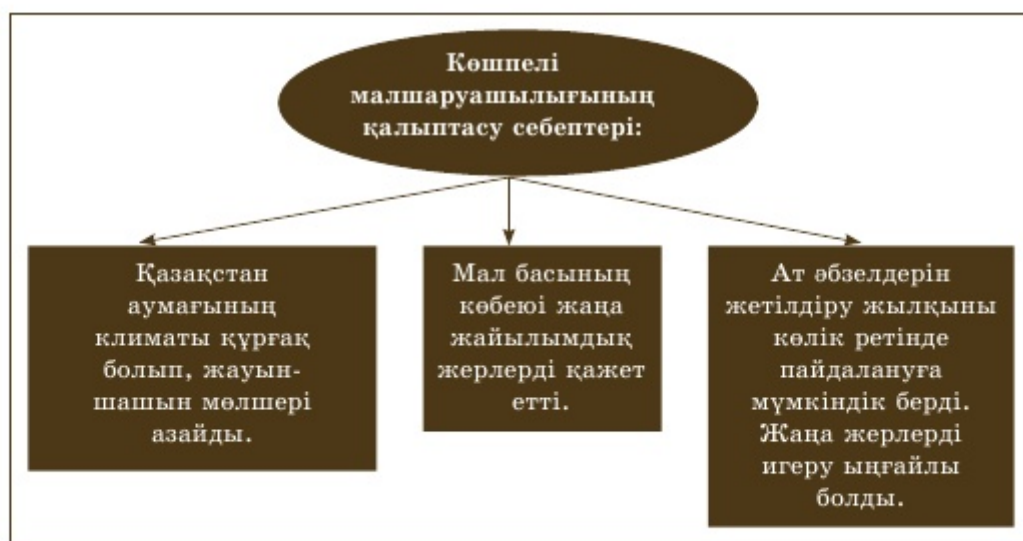 Көшпелі
малшаруашылығының
қалыптасу себептері:
Қазақстан
аумағының
климаты құрғақ
болып, жауын-
шашын мөлшері
азайды.
Мал басының
көбеюі жаңа
жайылымдық
жерлерді қажет
етті.
Ат әбзелдерін
жетілдіру жылқыны
көлік ретінде
пайдалануға
мүмкіндік берді.
Жаңа жерлерді
игеру ыңғайлы
болды.